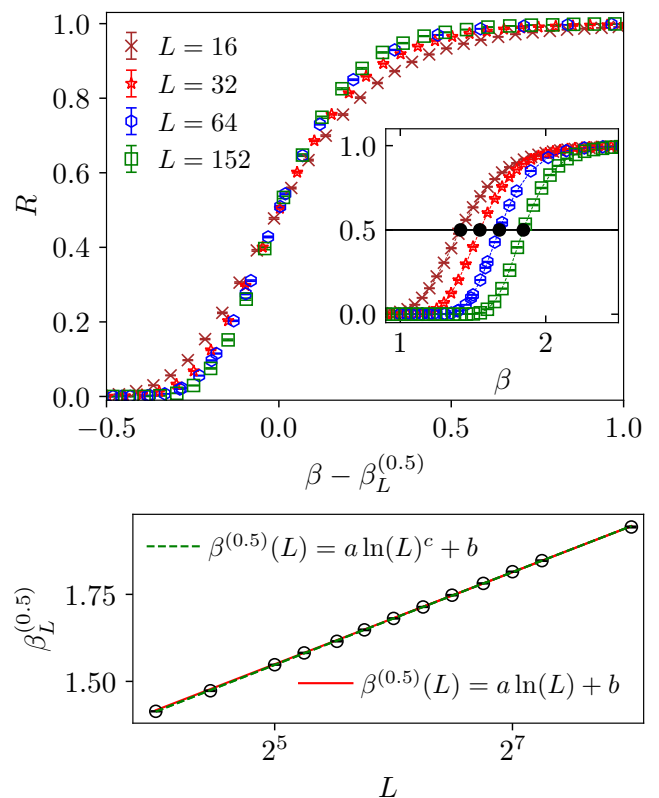 1.0
0.8
0.6
0.4
0.2
0.0
R
L = 16
L = 32
L = 64
L = 152
1.0
0.5
0.0
1 2
β
−0.5 0.0 0.5 1.0
β − β_L^{(0.5)}
β^{(0.5)}(L) = a ln(L)^c + b
1.75
1.50
β_L^{(0.5)}
β^{(0.5)}(L) = a ln(L) + b
2^5 2^7
L